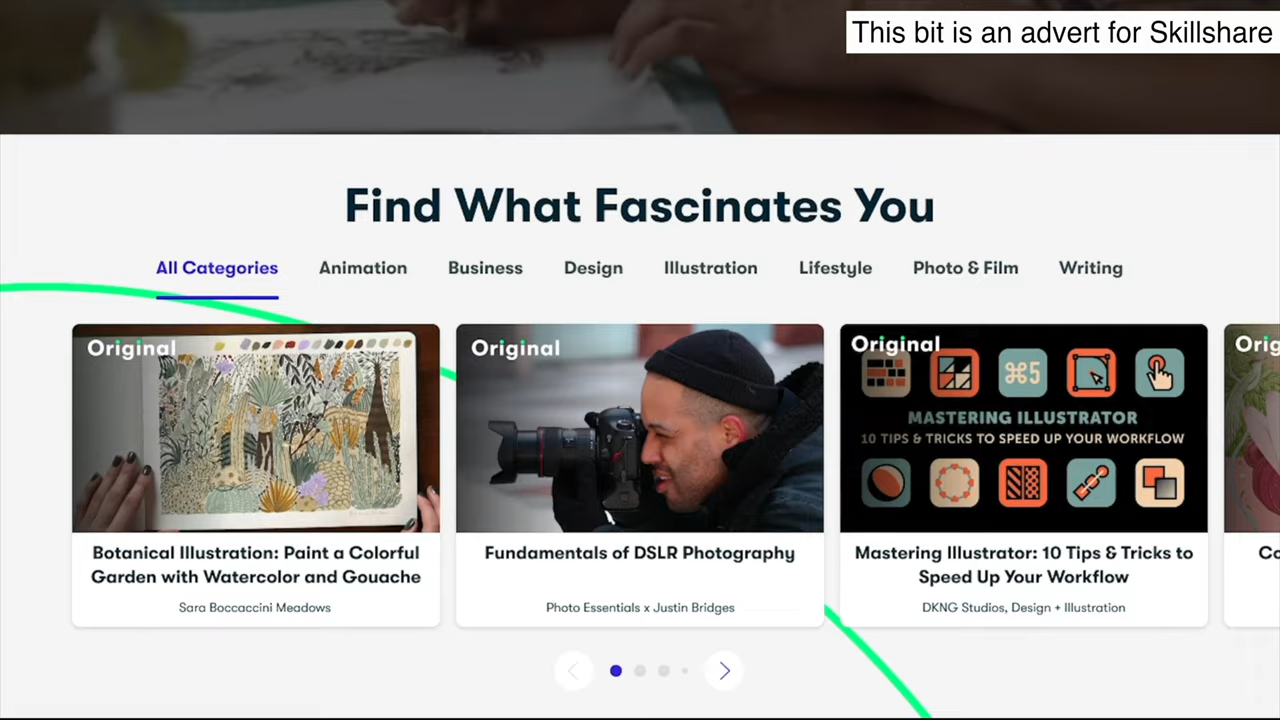 This bit is an advert for Skillshare
Find What Fascinates You
All Categories Animation Business Design Illustration Lifestyle Photo & Film Writing
Original
Original
Original
Orig
⌘5
MASTERING ILLUSTRATOR
10 TIPS & TRICKS TO SPEED UP YOUR WORKFLOW
Botanical Illustration: Paint a Colorful
Garden with Watercolor and Gouache
Sara Boccaccini Meadows
Fundamentals of DSLR Photography
Photo Essentials x Justin Bridges
Mastering Illustrator: 10 Tips & Tricks to
Speed Up Your Workflow
DKNG Studios, Design + Illustration
Co